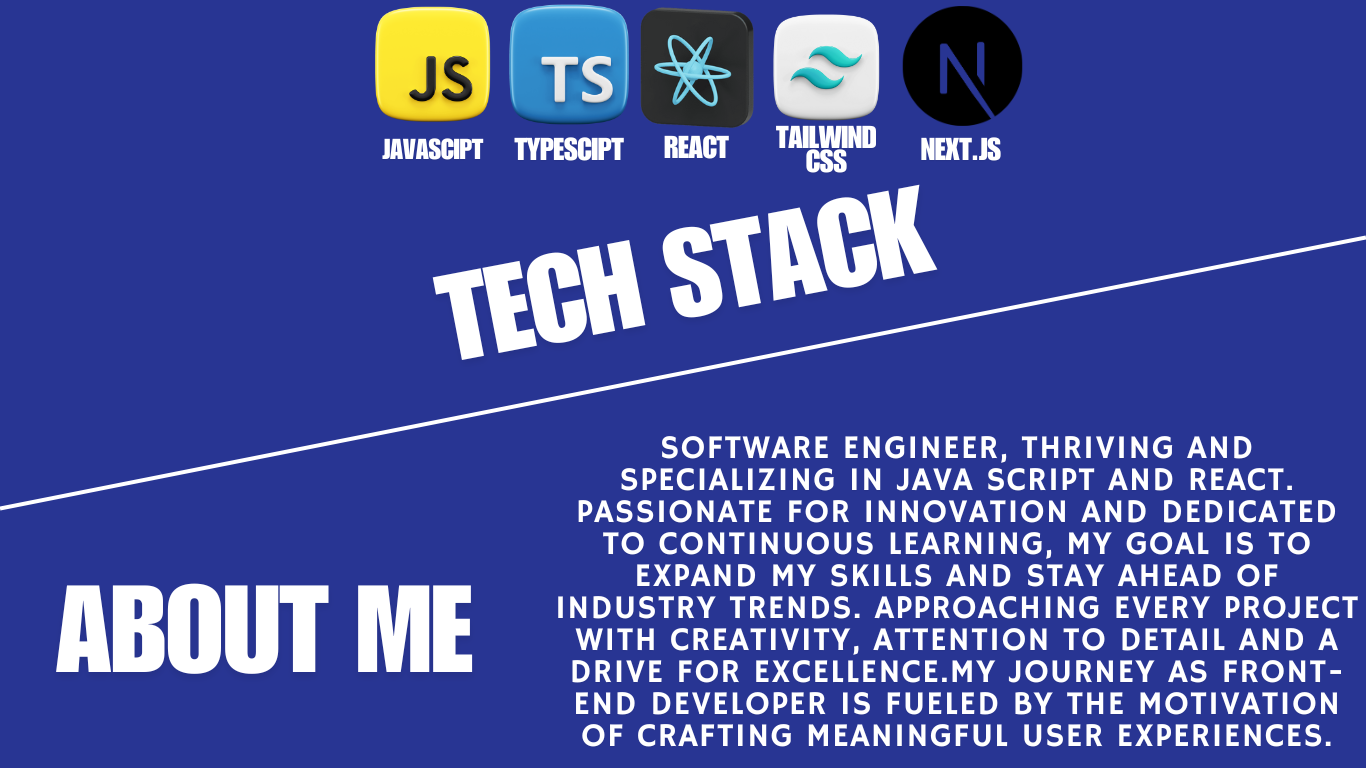 JS
TS
N
JAVASCIPT
TYPESCIPT
REACT
TAILWIND
CSS
NEXT.JS
TECH STACK
ABOUT ME
SOFTWARE ENGINEER, THRIVING AND
SPECIALIZING IN JAVA SCRIPT AND REACT.
PASSIONATE FOR INNOVATION AND DEDICATED
TO CONTINUOUS LEARNING, MY GOAL IS TO
EXPAND MY SKILLS AND STAY AHEAD OF
INDUSTRY TRENDS. APPROACHING EVERY PROJECT
WITH CREATIVITY, ATTENTION TO DETAIL AND A
DRIVE FOR EXCELLENCE.MY JOURNEY AS FRONT-
END DEVELOPER IS FUELED BY THE MOTIVATION
OF CRAFTING MEANINGFUL USER EXPERIENCES.